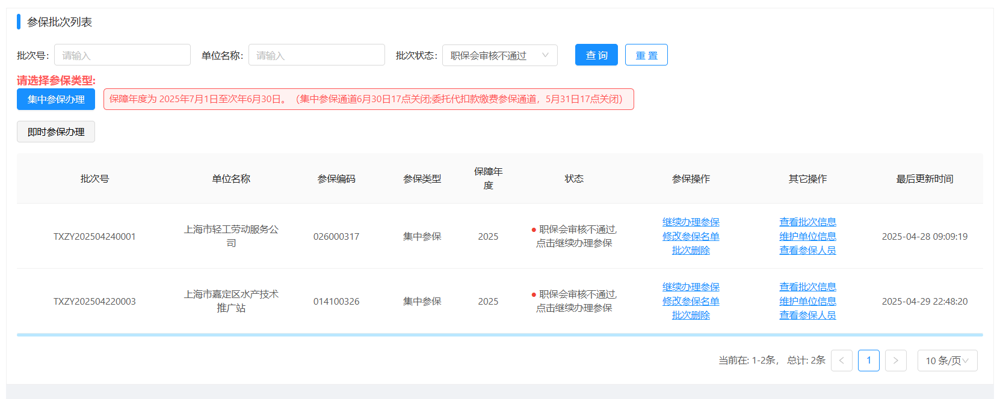 参保批次列表
批次号: 请输入 单位名称: 请输入 批次状态: 职保会审核不通过 查 询 重 置
请选择参保类型:
集中参保办理 保障年度为 2025年7月1日至次年6月30日。（集中参保通道6月30日17点关闭;委托代扣款缴费参保通道，5月31日17点关闭）
即时参保办理
批次号 单位名称 参保编码 参保类型 保障年度 状态 参保操作 其它操作 最后更新时间
TXZY202504240001 上海市轻工劳动服务公司 026000317 集中参保 2025 职保会审核不通过,点击继续办理参保 继续办理参保 修改参保名单 批次删除 查看批次信息 维护单位信息 查看参保人员 2025-04-28 09:09:19
TXZY202504220003 上海市嘉定区水产技术推广站 014100326 集中参保 2025 职保会审核不通过,点击继续办理参保 继续办理参保 修改参保名单 批次删除 查看批次信息 维护单位信息 查看参保人员 2025-04-29 22:48:20
当前在: 1-2条， 总计: 2条 < 1 > 10 条/页